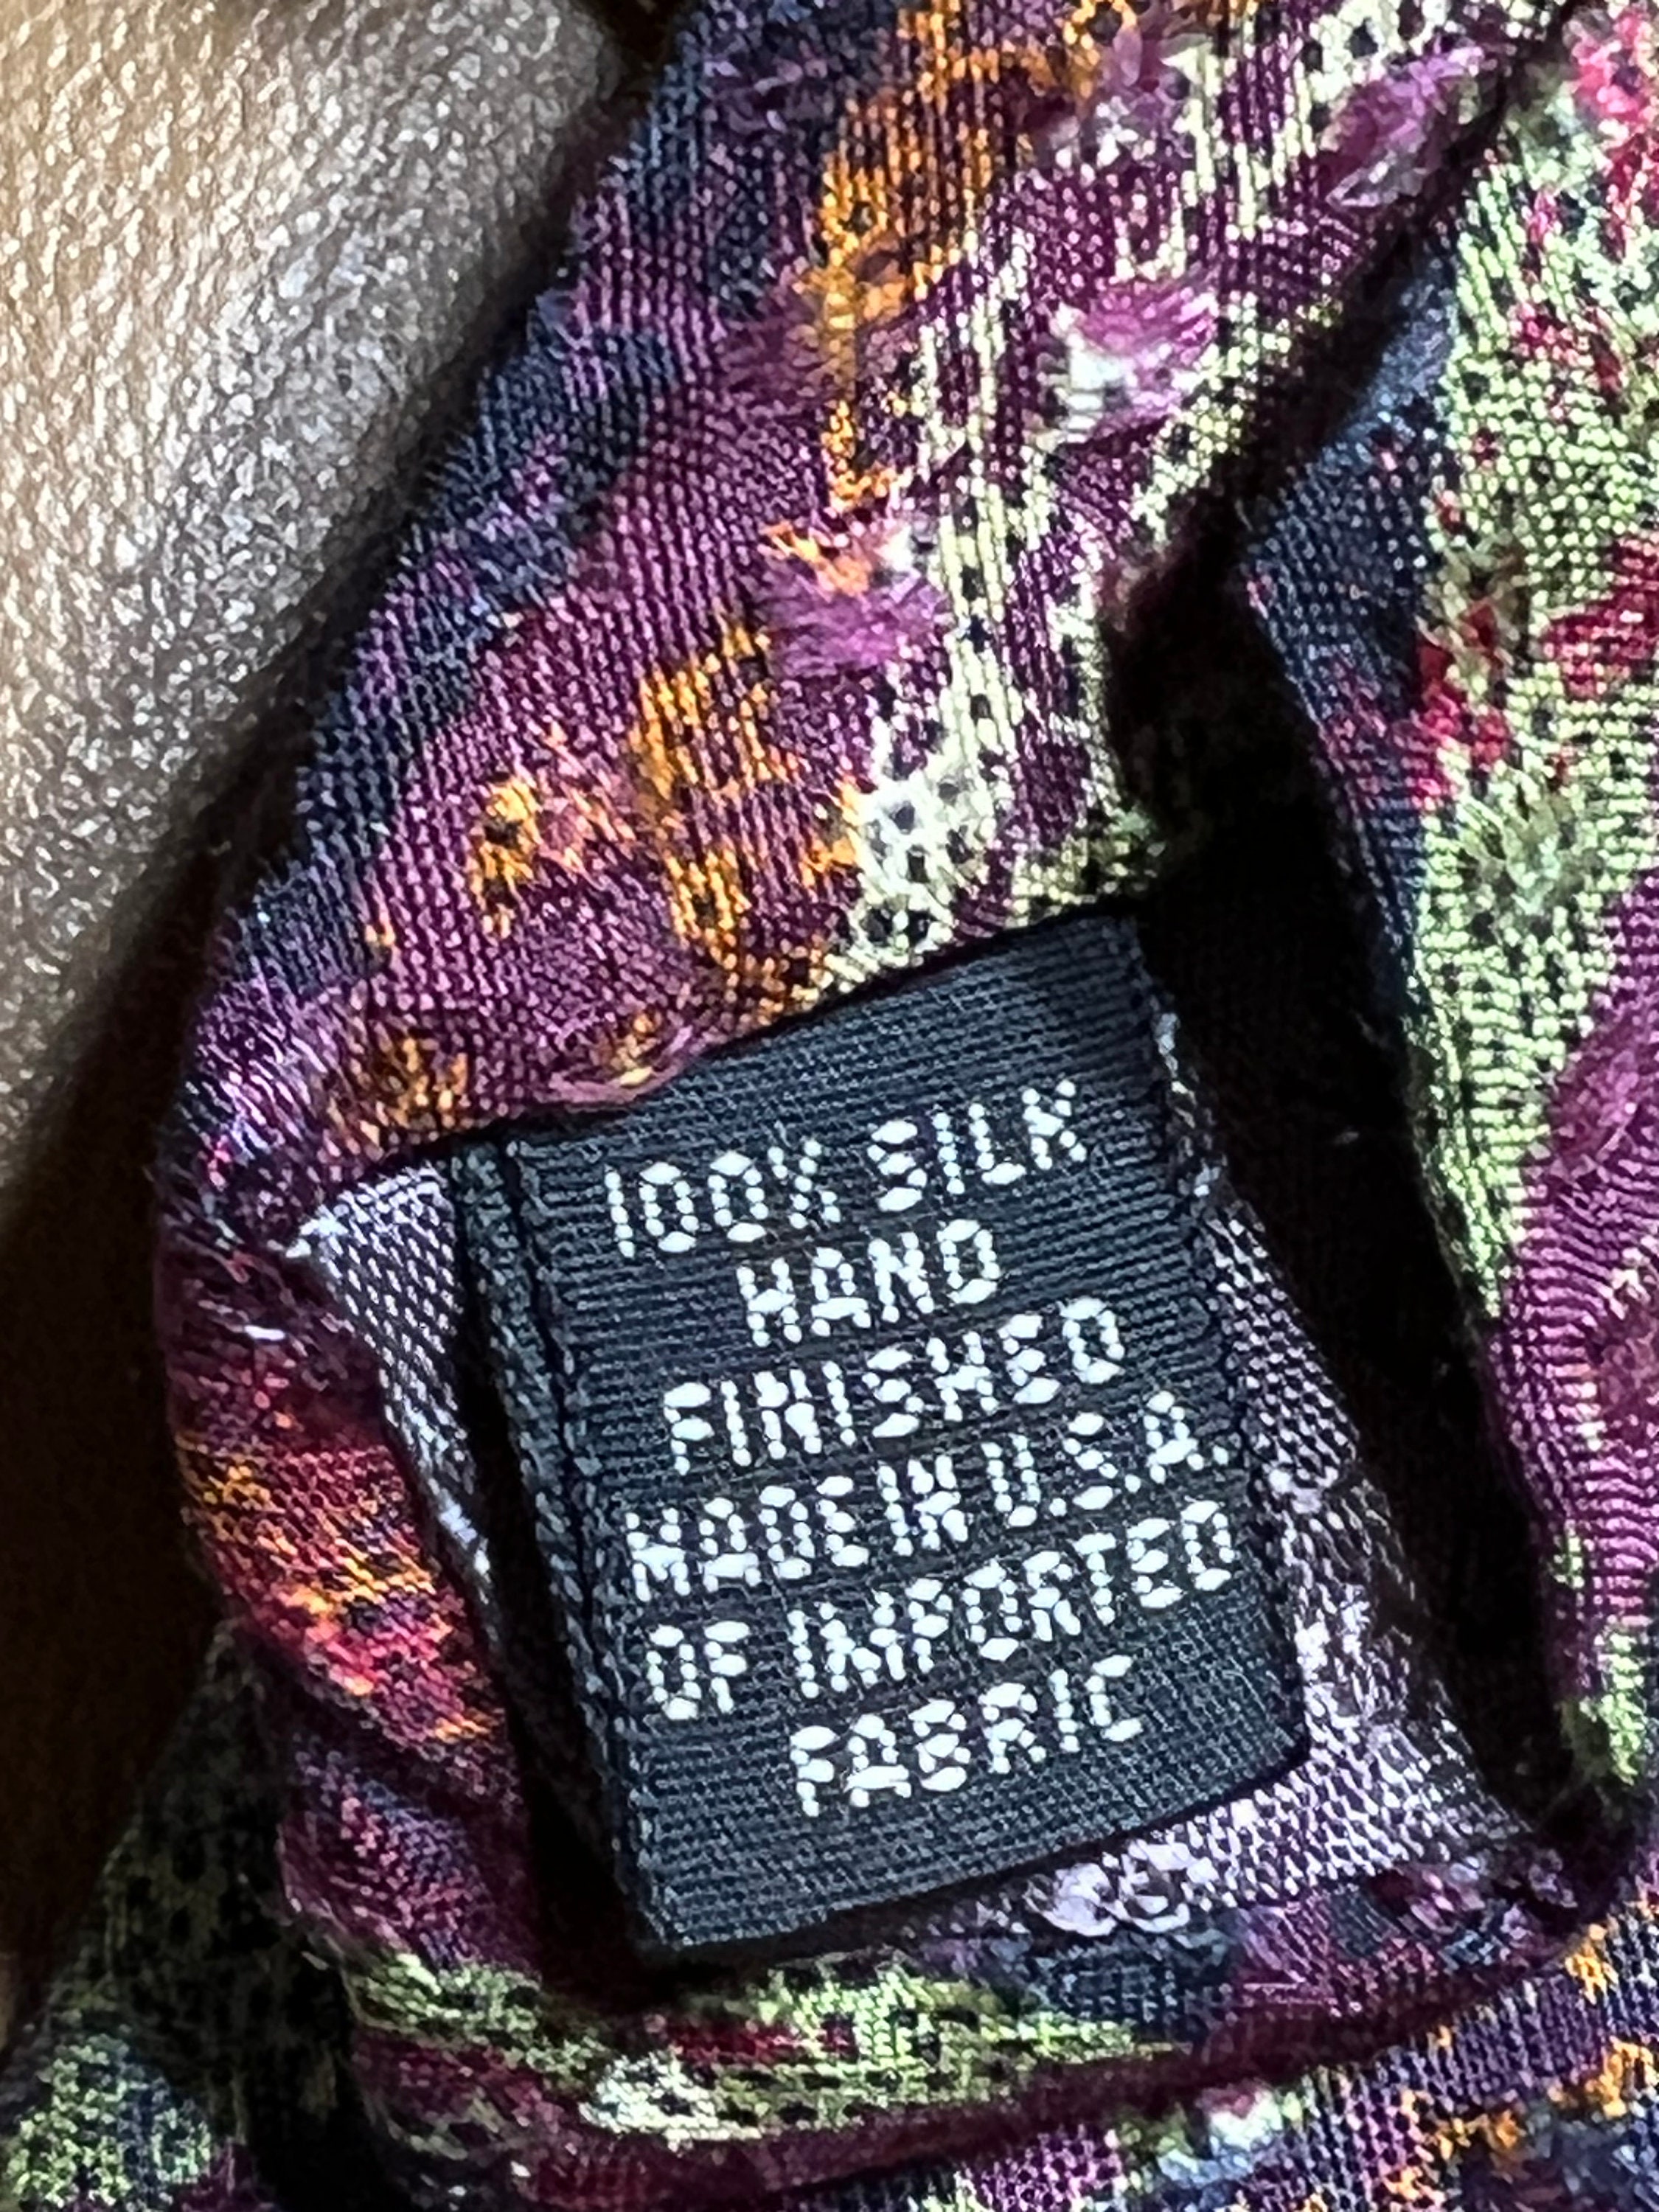 100% SILK
HAND
FINISHED
MADE IN U.S.A.
OF IMPORTED
FABRIC